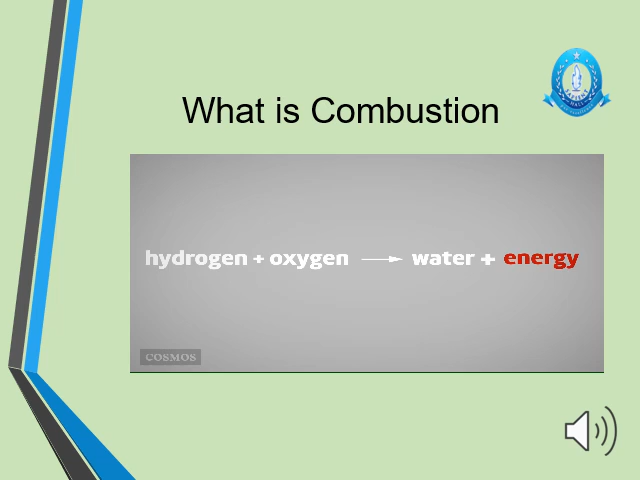 What is Combustion
hydrogen + oxygen → water + energy
COSMOS